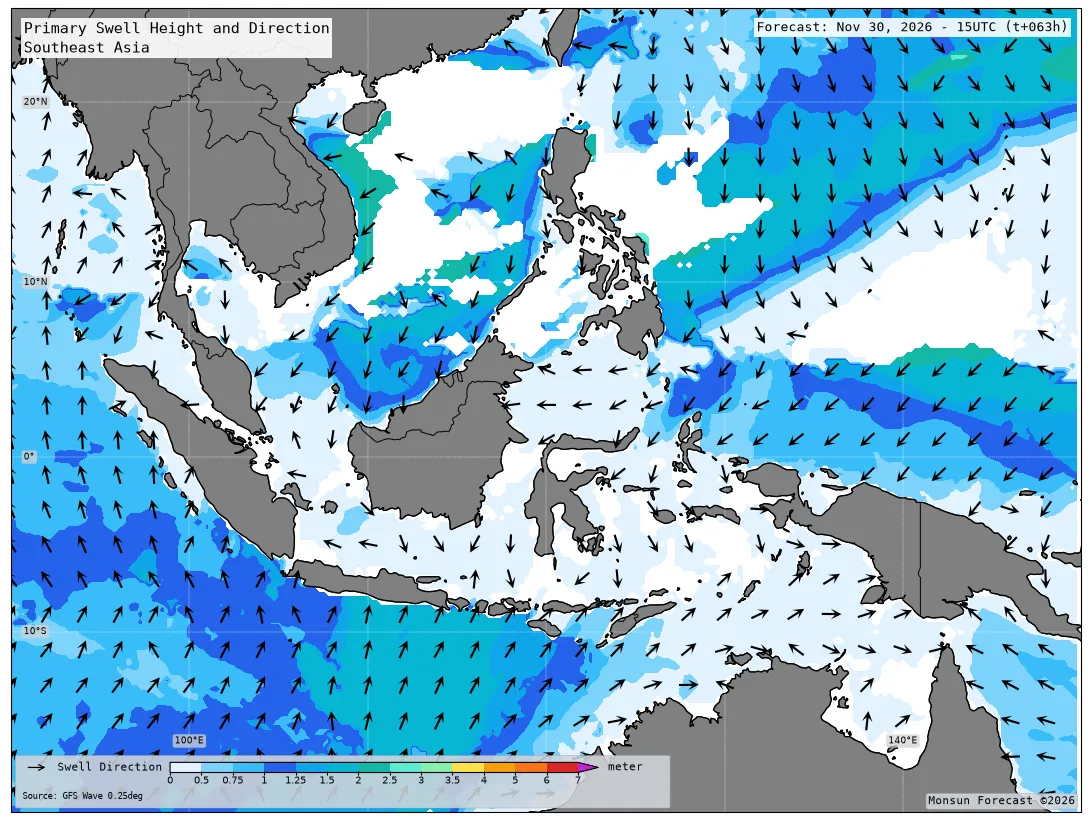 Primary Swell Height and Direction
Southeast Asia
Forecast: Nov 30, 2026 - 15UTC (t+063h)
20°N
10°N
0°
10°S
100°E
140°E
Swell Direction
0 0.5 0.75 1 1.25 1.5 2 2.5 3 3.5 4 5 6 7
meter
Source: GFS Wave 0.25deg
Monsun Forecast ©2026